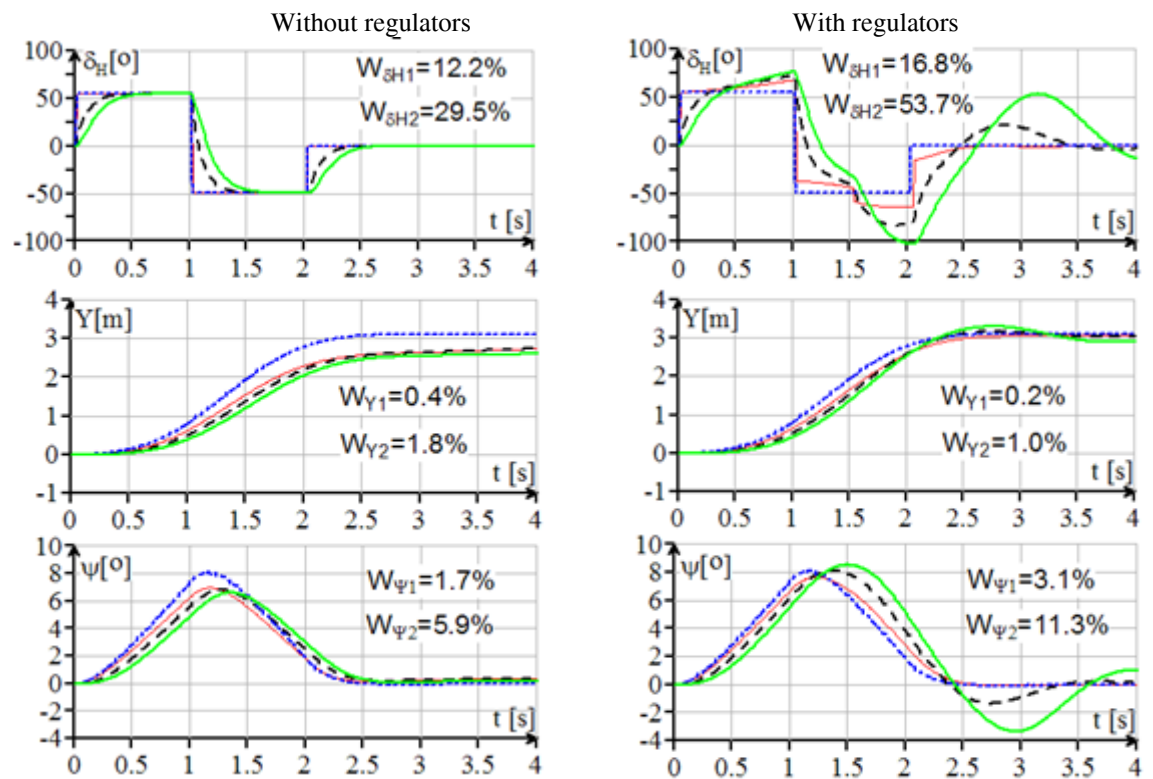 Without regulators
With regulators
100
δH[o]
WδH1=12.2%
50
WδH2=29.5%
0
-50
t [s]
-100
0 0.5 1 1.5 2 2.5 3 3.5 4
100
δH[o]
WδH1=16.8%
50
WδH2=53.7%
0
-50
t [s]
-100
0 0.5 1 1.5 2 2.5 3 3.5 4
4
Y[m]
3
2
WY1=0.4%
1
WY2=1.8%
0
t [s]
-1
0 0.5 1 1.5 2 2.5 3 3.5 4
4
Y[m]
3
2
WY1=0.2%
1
WY2=1.0%
0
t [s]
-1
0 0.5 1 1.5 2 2.5 3 3.5 4
10
ψ[o]
8
WΨ1=1.7%
6
WΨ2=5.9%
4
2
0
-2
t [s]
-4
0 0.5 1 1.5 2 2.5 3 3.5 4
10
ψ[o]
8
WΨ1=3.1%
6
WΨ2=11.3%
4
2
0
-2
t [s]
-4
0 0.5 1 1.5 2 2.5 3 3.5 4